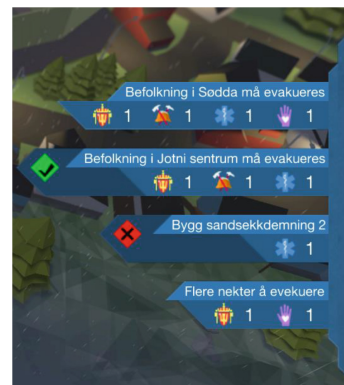 Befolkning i Sødda må evakueres
1 1 1 1
Befolkning i Jotni sentrum må evakueres
1 1 1
Bygg sandsekkdemning 2
1
Flere nekter å evekuere
1 1